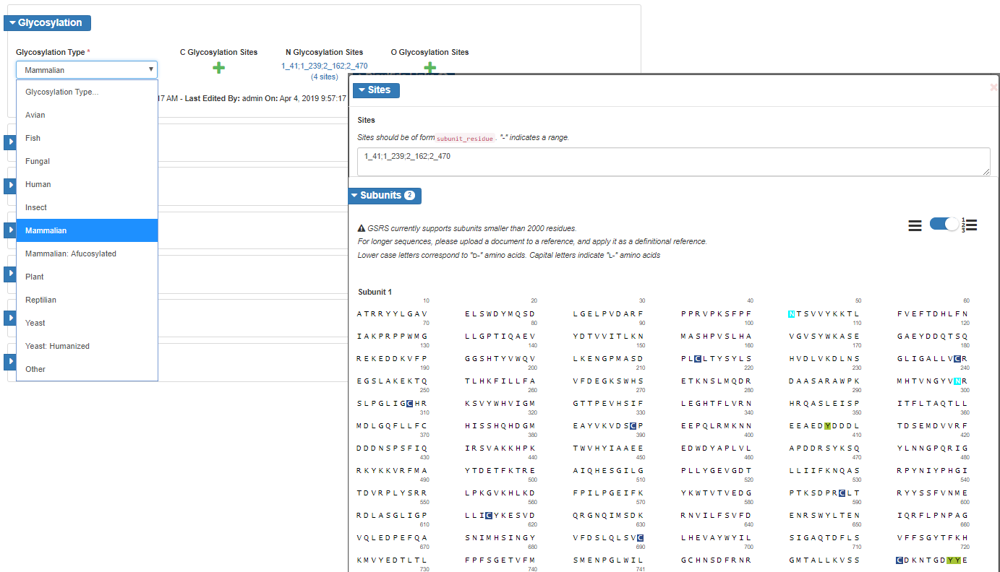 Glycosylation
Glycosylation Type *
C Glycosylation Sites
N Glycosylation Sites
O Glycosylation Sites
Mammalian
1_41;1_239;2_162;2_470
(4 sites)
Glycosylation Type...
17 AM - Last Edited By: admin On: Apr 4, 2019 9:57:17
Avian
Fish
Fungal
Human
Insect
Mammalian
Mammalian: Afucosylated
Plant
Reptilian
Yeast
Yeast: Humanized
Other
Sites
Sites
Sites should be of form subunit_residue. "-" indicates a range.
1_41;1_239;2_162;2_470
Subunits 2
GSRS currently supports subunits smaller than 2000 residues.
For longer sequences, please upload a document to a reference, and apply it as a definitional reference.
Lower case letters correspond to "D-" amino acids. Capital letters indicate "L-" amino acids
1
2
3
Subunit 1
10 20 30 40 50 60
ATRRYYLGAV ELSWDYMQSD LGELPVDARF PPRVPKSFPF NTSVVYKKTL FVEFTDHLFN
70 80 90 100 110 120
IAKPRPPWMG LLGPTIQAEV YDTVVITLKN MASHPVSLHA VGVSYWKASE GAEYDDQTSQ
130 140 150 160 170 180
REKEDDKVFP GGSHTYVWQV LKENGPMASD PLCLTYSYLS HVDLVKDLNS GLIGALLVCR
190 200 210 220 230 240
EGSLAKEKTQ TLHKFILLFA VFDEGKSWHS ETKNSLMQDR DAASARAWPK MHTVNGYVNR
250 260 270 280 290 300
SLPGLIGCHR KSVYWHVIGM GTTPEVHSIF LEGHTFLVRN HRQASLEISP ITFLTAQTLL
310 320 330 340 350 360
MDLGQFLLFC HISSHQHDGM EAYVKVDSCP EEPQLRMKNN EEAEDYDDDL TDSEMDVVRF
370 380 390 400 410 420
DDDNSPSFIQ IRSVAKKHPK TWVHYIAAEE EDWDYAPLVL APDDRSYKSQ YLNNGPQRIG
430 440 450 460 470 480
RKYKKVRFMA YTDETFKTRE AIQHESGILG PLLYGEVGDT LLIIFKNQAS RPYNIYPHGI
490 500 510 520 530 540
TDVRPLYSRR LPKGVKHLKD FPILPGEIFK YKWTVTVEDG PTKSDPRCLT RYYSSFVNME
550 560 570 580 590 600
RDLASGLIGP LLICYKESVD QRGNQIMSDK RNVILFSVFD ENRSWYLTEN IQRFLPNPAG
610 620 630 640 650 660
VQLEDPEFQA SNIMHSINGY VFDSLQLSVC LHEVAYWYIL SIGAQTDFLS VFFSGYTFKH
670 680 690 700 710 720
KMVYEDTLTL FPFSGETVFM SMENPGLWIL GCHNSDFRNR GMTALLKVSS CDKNTGDYYE
730 740 741